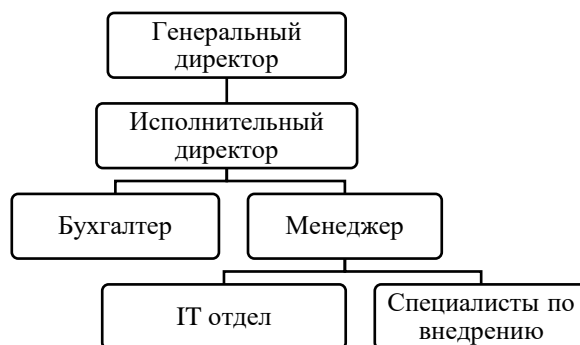 Генеральный
директор
Исполнительный
директор
Бухгалтер
Менеджер
IT отдел
Специалисты по
внедрению